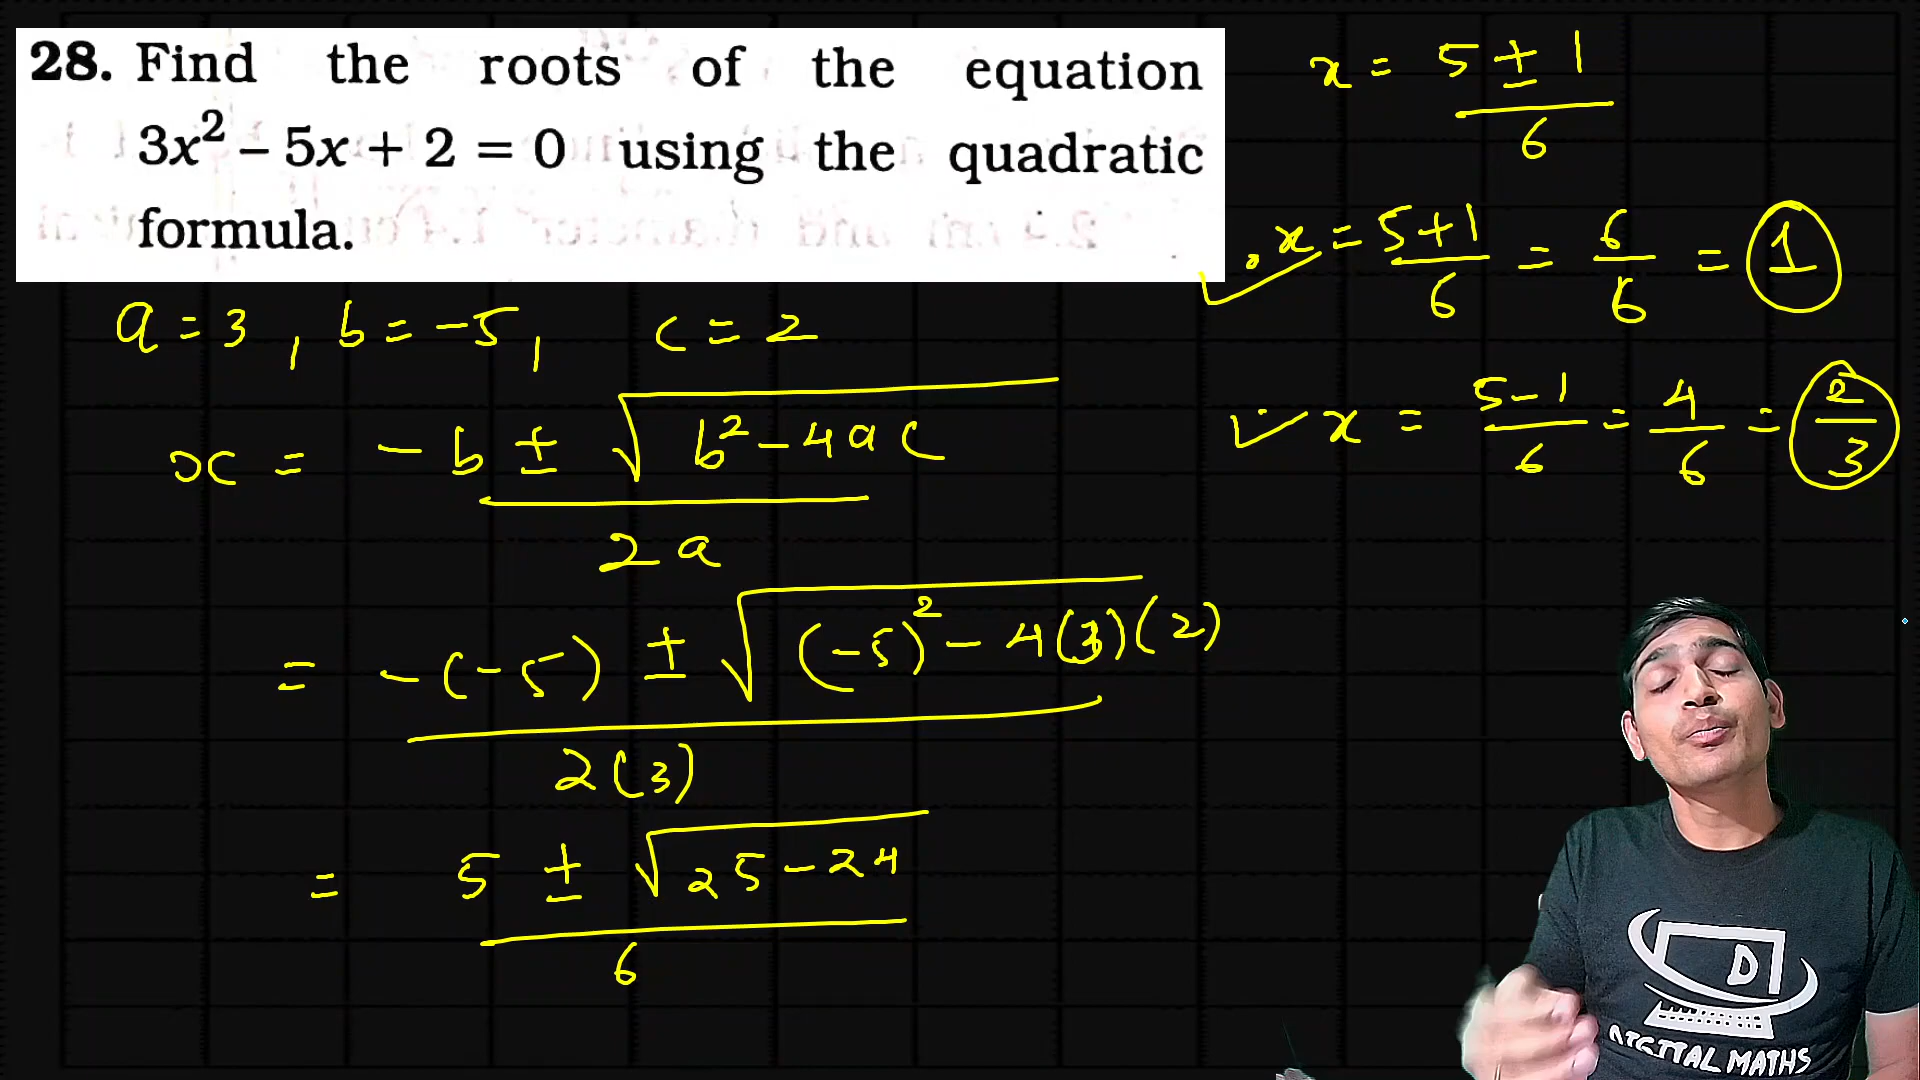 28. Find the roots of the equation
3x² – 5x + 2 = 0 using the quadratic
formula.
a = 3 , b = -5, c = 2
x = -b ± √(b² - 4ac) / 2a
= -(-5) ± √((-5)² - 4(3)(2)) / 2(3)
= 5 ± √(25 - 24) / 6
x = 5 ± 1 / 6
x = 5+1 / 6 = 6 / 6 = 1
x = 5-1 / 6 = 4 / 6 = 2 / 3
D
DIGITAL MATHS